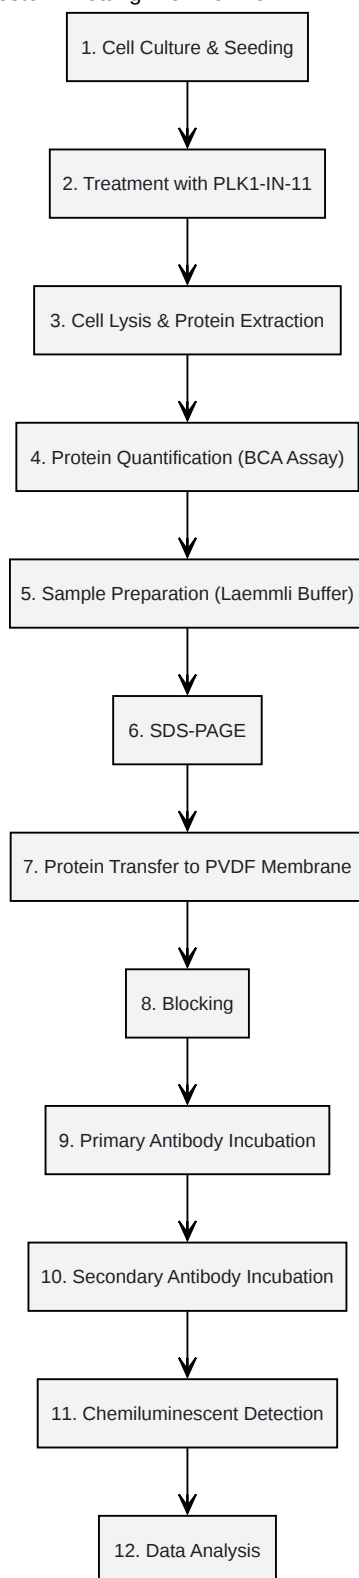 1. Cell Culture & Seeding
2. Treatment with PLK1-IN-11
3. Cell Lysis & Protein Extraction
4. Protein Quantification (BCA Assay)
5. Sample Preparation (Laemmli Buffer)
6. SDS-PAGE
7. Protein Transfer to PVDF Membrane
8. Blocking
9. Primary Antibody Incubation
10. Secondary Antibody Incubation
11. Chemiluminescent Detection
12. Data Analysis